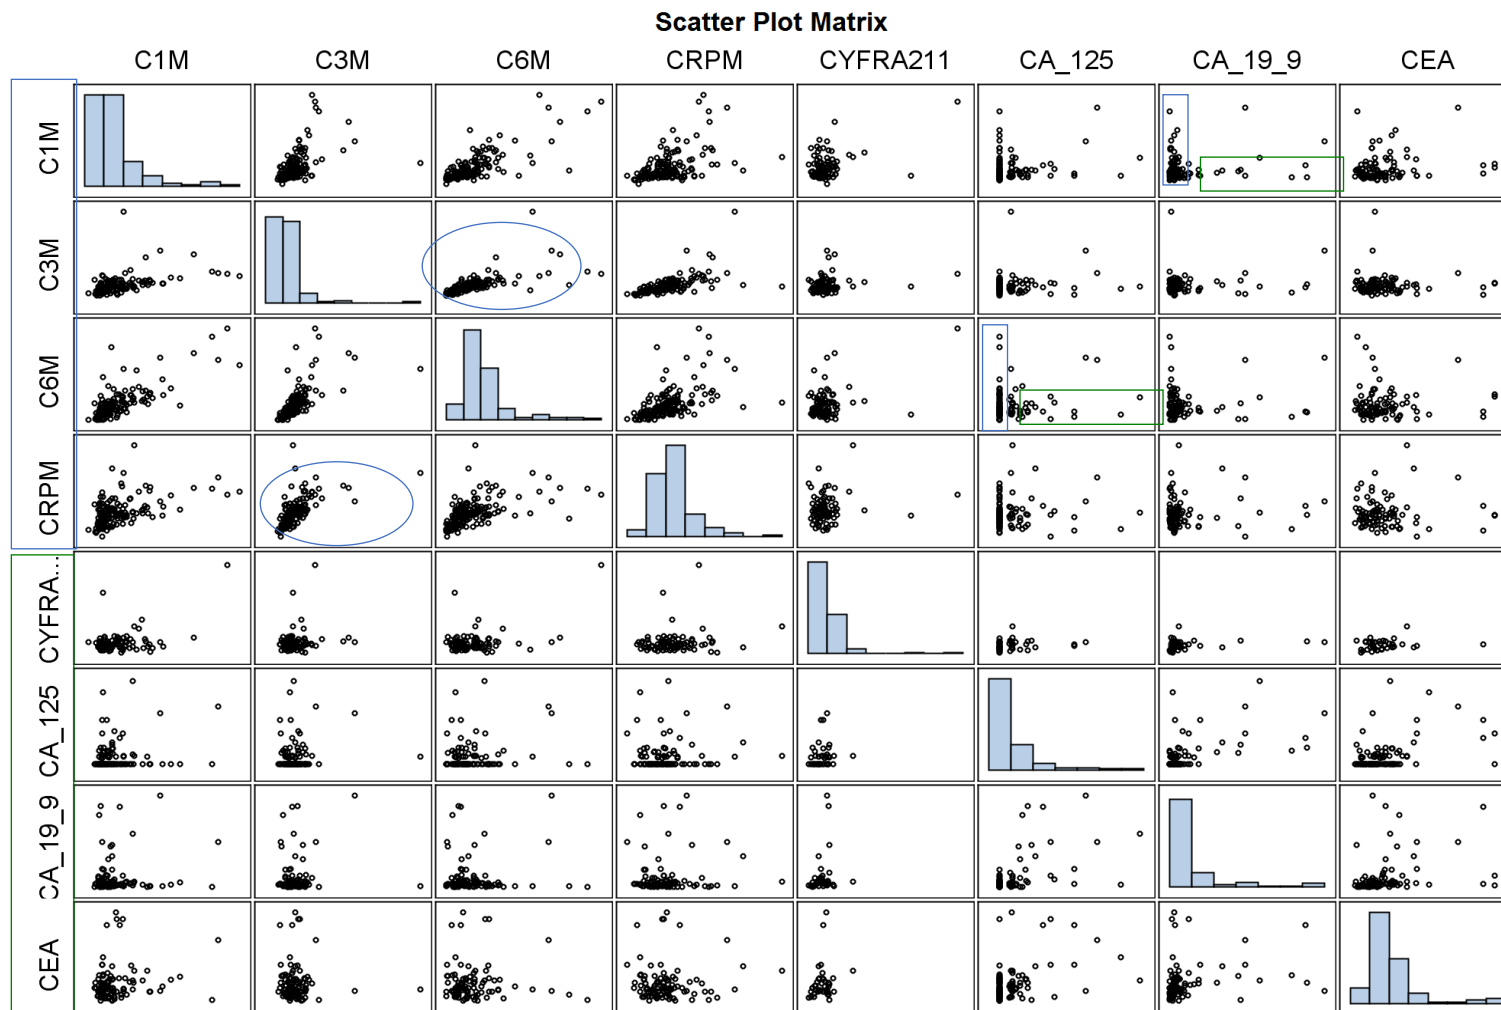 Scatter Plot Matrix
C1M C3M C6M CRPM CYFRA211 CA_125 CA_19_9 CEA
C1M
C3M
C6M
CRPM
CYFRA...
CA_125
CA_19_9
CEA